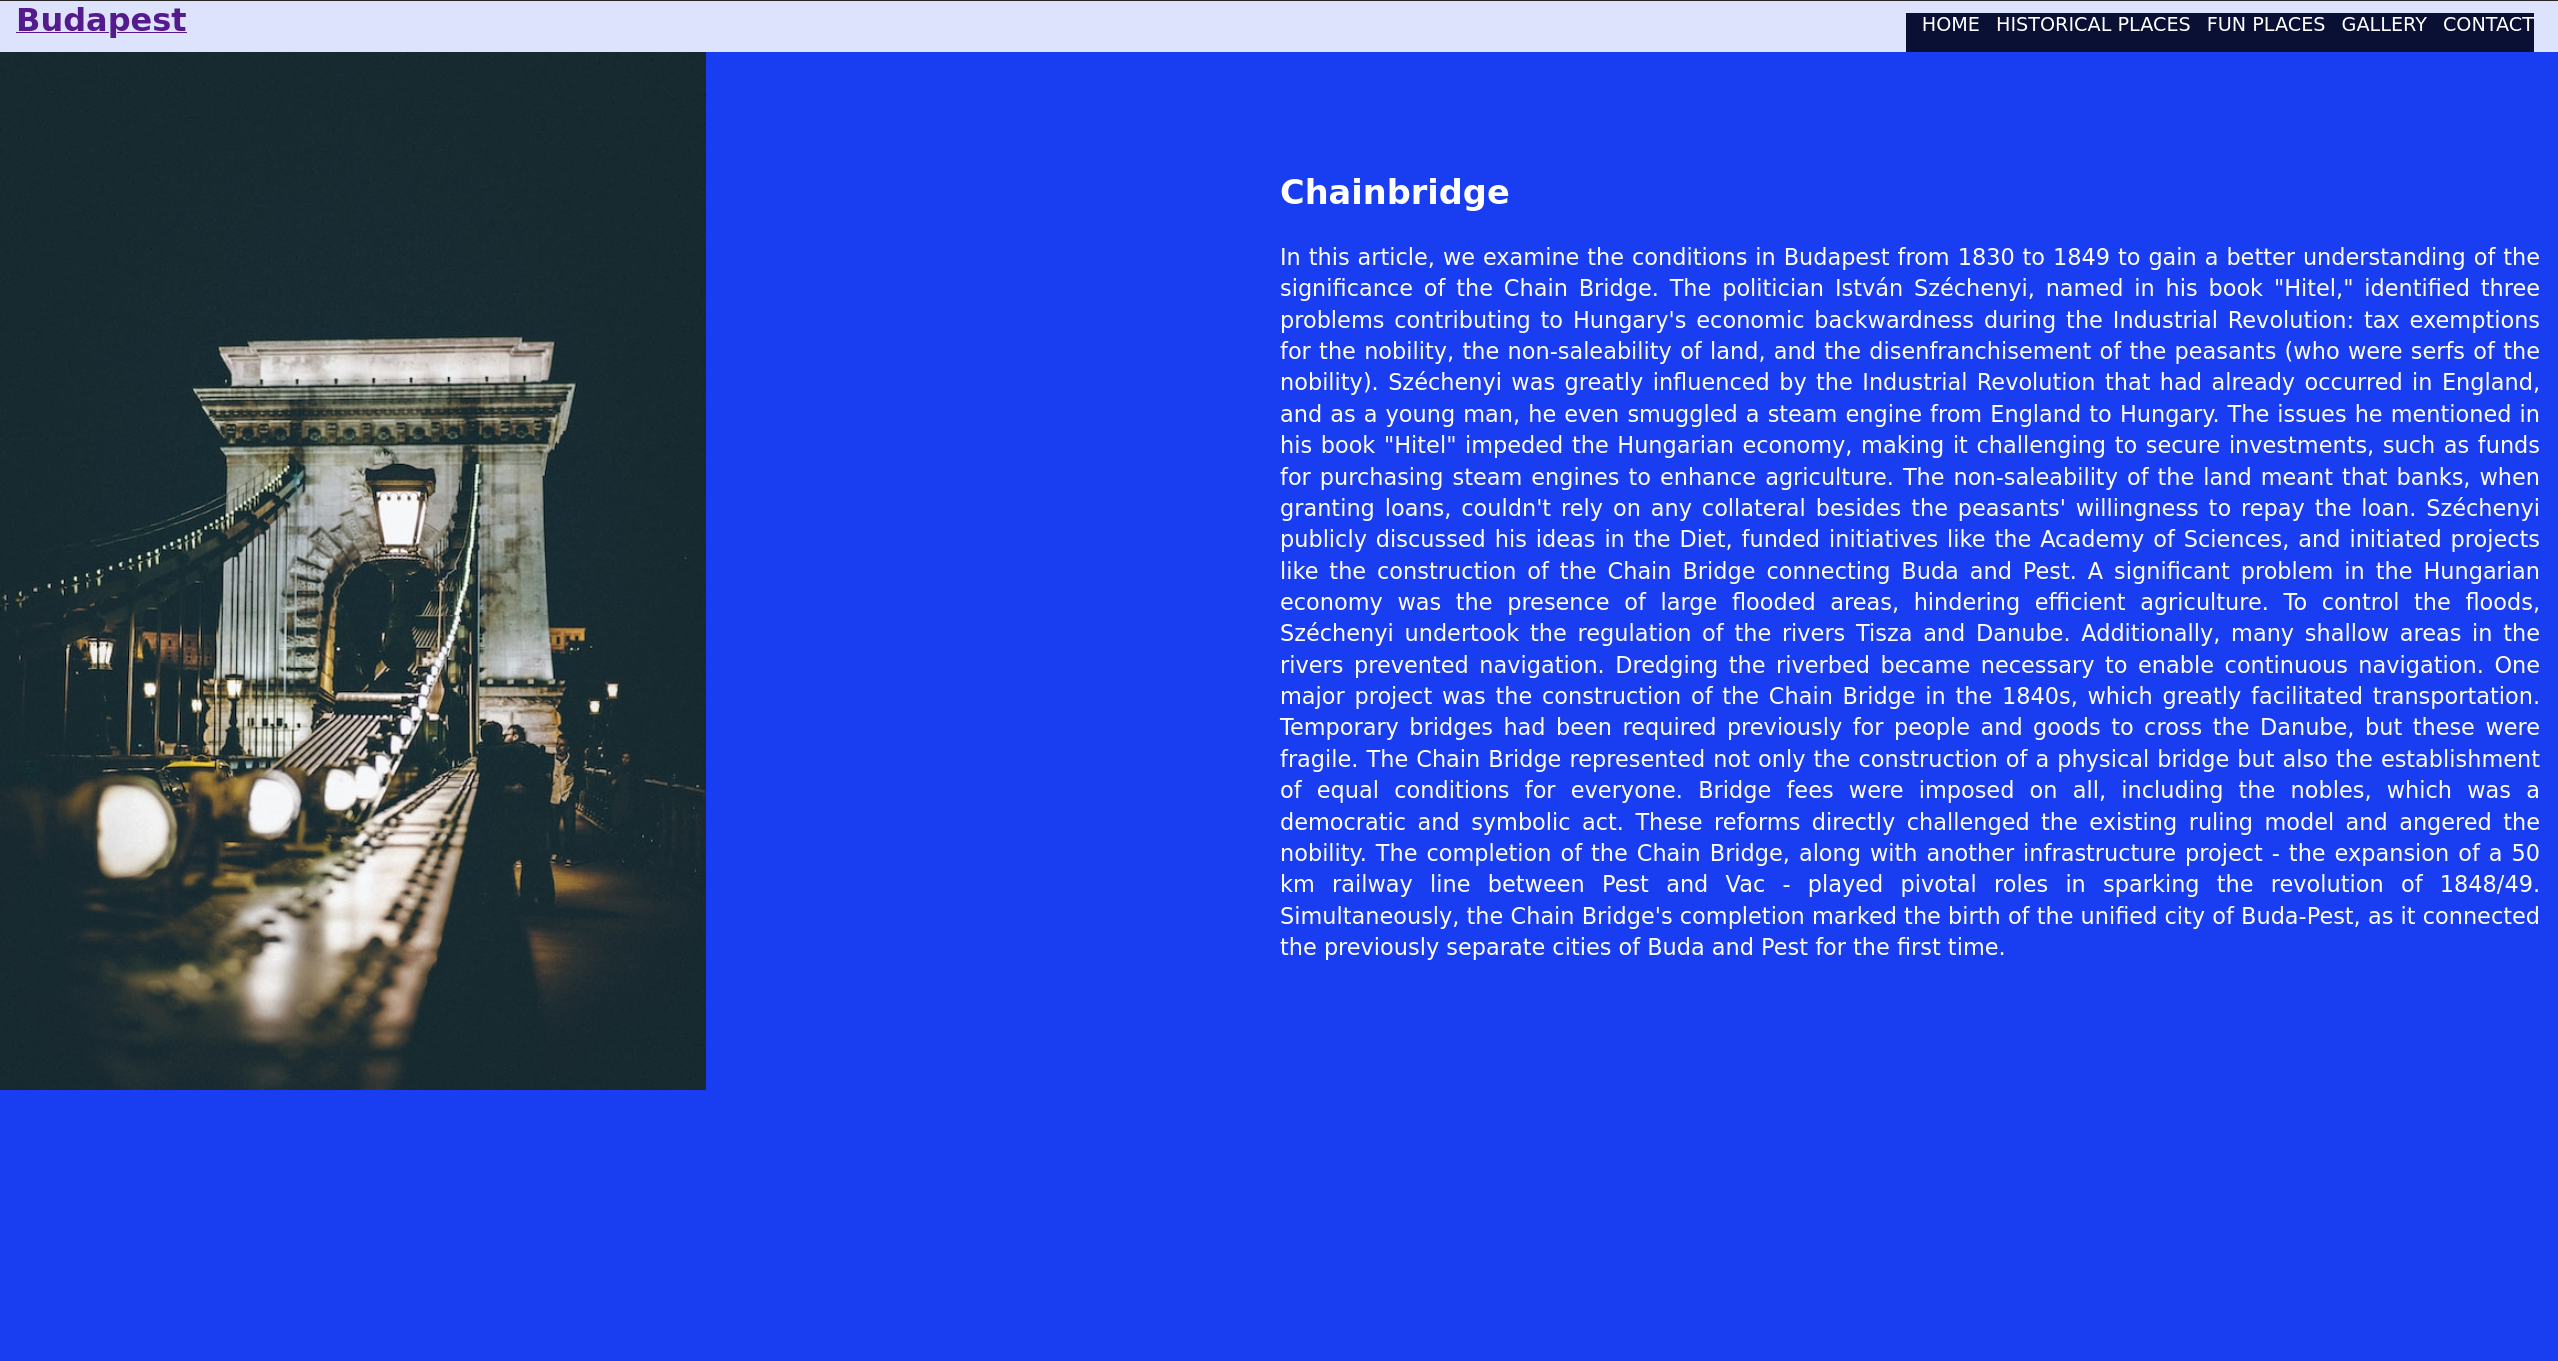 Budapest
HOME HISTORICAL PLACES FUN PLACES GALLERY CONTACT
Chainbridge
In this article, we examine the conditions in Budapest from 1830 to 1849 to gain a better understanding of the
significance of the Chain Bridge. The politician István Széchenyi, named in his book "Hitel," identified three
problems contributing to Hungary's economic backwardness during the Industrial Revolution: tax exemptions
for the nobility, the non-saleability of land, and the disenfranchisement of the peasants (who were serfs of the
nobility). Széchenyi was greatly influenced by the Industrial Revolution that had already occurred in England,
and as a young man, he even smuggled a steam engine from England to Hungary. The issues he mentioned in
his book "Hitel" impeded the Hungarian economy, making it challenging to secure investments, such as funds
for purchasing steam engines to enhance agriculture. The non-saleability of the land meant that banks, when
granting loans, couldn't rely on any collateral besides the peasants' willingness to repay the loan. Széchenyi
publicly discussed his ideas in the Diet, funded initiatives like the Academy of Sciences, and initiated projects
like the construction of the Chain Bridge connecting Buda and Pest. A significant problem in the Hungarian
economy was the presence of large flooded areas, hindering efficient agriculture. To control the floods,
Széchenyi undertook the regulation of the rivers Tisza and Danube. Additionally, many shallow areas in the
rivers prevented navigation. Dredging the riverbed became necessary to enable continuous navigation. One
major project was the construction of the Chain Bridge in the 1840s, which greatly facilitated transportation.
Temporary bridges had been required previously for people and goods to cross the Danube, but these were
fragile. The Chain Bridge represented not only the construction of a physical bridge but also the establishment
of equal conditions for everyone. Bridge fees were imposed on all, including the nobles, which was a
democratic and symbolic act. These reforms directly challenged the existing ruling model and angered the
nobility. The completion of the Chain Bridge, along with another infrastructure project - the expansion of a 50
km railway line between Pest and Vac - played pivotal roles in sparking the revolution of 1848/49.
Simultaneously, the Chain Bridge's completion marked the birth of the unified city of Buda-Pest, as it connected
the previously separate cities of Buda and Pest for the first time.